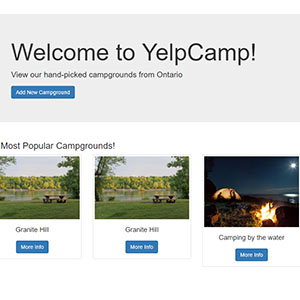 Welcome to YelpCamp!
View our hand-picked campgrounds from Ontario
Add New Campground
Most Popular Campgrounds!
Granite Hill
More Info
Granite Hill
More Info
Camping by the water
More Info